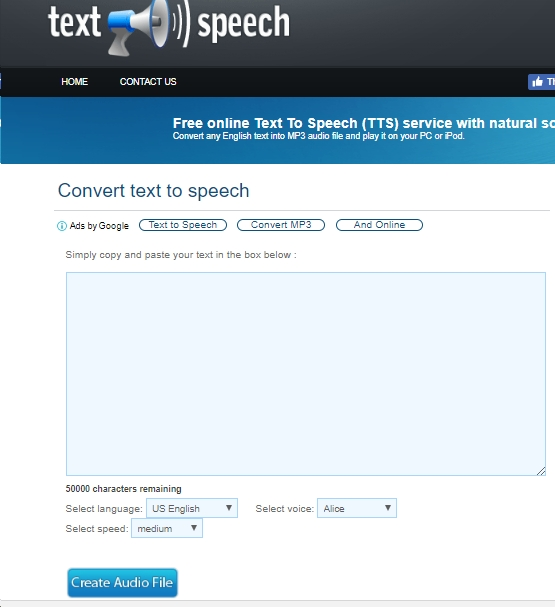 text speech
HOME CONTACT US
Free online Text To Speech (TTS) service with natural
Convert any English text into MP3 audio file and play it on your PC or iPod.
Convert text to speech
Ads by Google Text to Speech Convert MP3 And Online
Simply copy and paste your text in the box below :
50000 characters remaining
Select language: US English Select voice: Alice
Select speed: medium
Create Audio File